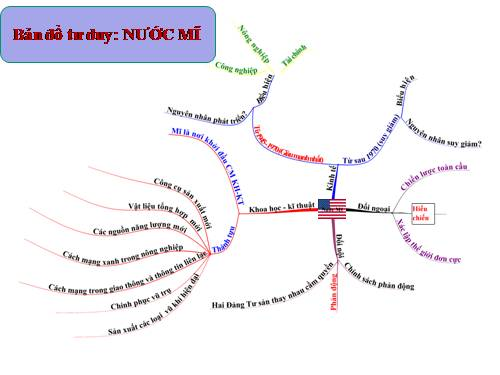 Bản đồ tư duy: NƯỚC MĨ
Nông nghiệp
Tài chính
Công nghiệp
Biểu hiện
Nguyên nhân phát triển?
Biểu hiện
Nguyên nhân suy giảm?
Từ sau 1970 (suy giảm)
Kinh tế
Mĩ là nơi khởi đầu CM KH-KT
Khoa học - kĩ thuật
Thành tựu
Công cụ sản xuất mới
Vật liệu tổng hợp mới
Các nguồn năng lượng mới
Cách mạng xanh trong nông nghiệp
Cách mạng trong giao thông và thông tin liên lạc
Chinh phục vũ trụ
Sản xuất các loại vũ khí hiện đại
Đối ngoại
Chiến lược toàn cầu
Hiếu chiến
Xác lập thế giới đơn cực
Đối nội
Chính sách phản động
Phản động
Hai Đảng Tư sản thay nhau cầm quyền